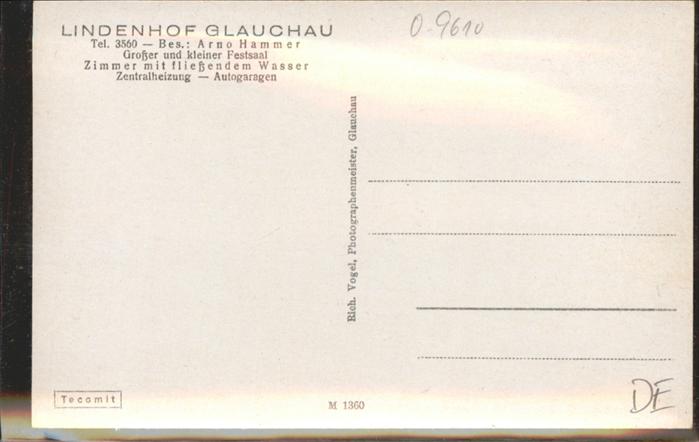 LINDENHOF GLAUCHAU
Tel. 3560 — Bes.: Arno Hammer
Großer und kleiner Festsaal
Zimmer mit fließendem Wasser
Zentralheizung — Autogaragen
O-9610
Rich. Vogel, Photographenmeister, Glauchau
Tecomit
M 1360
DE